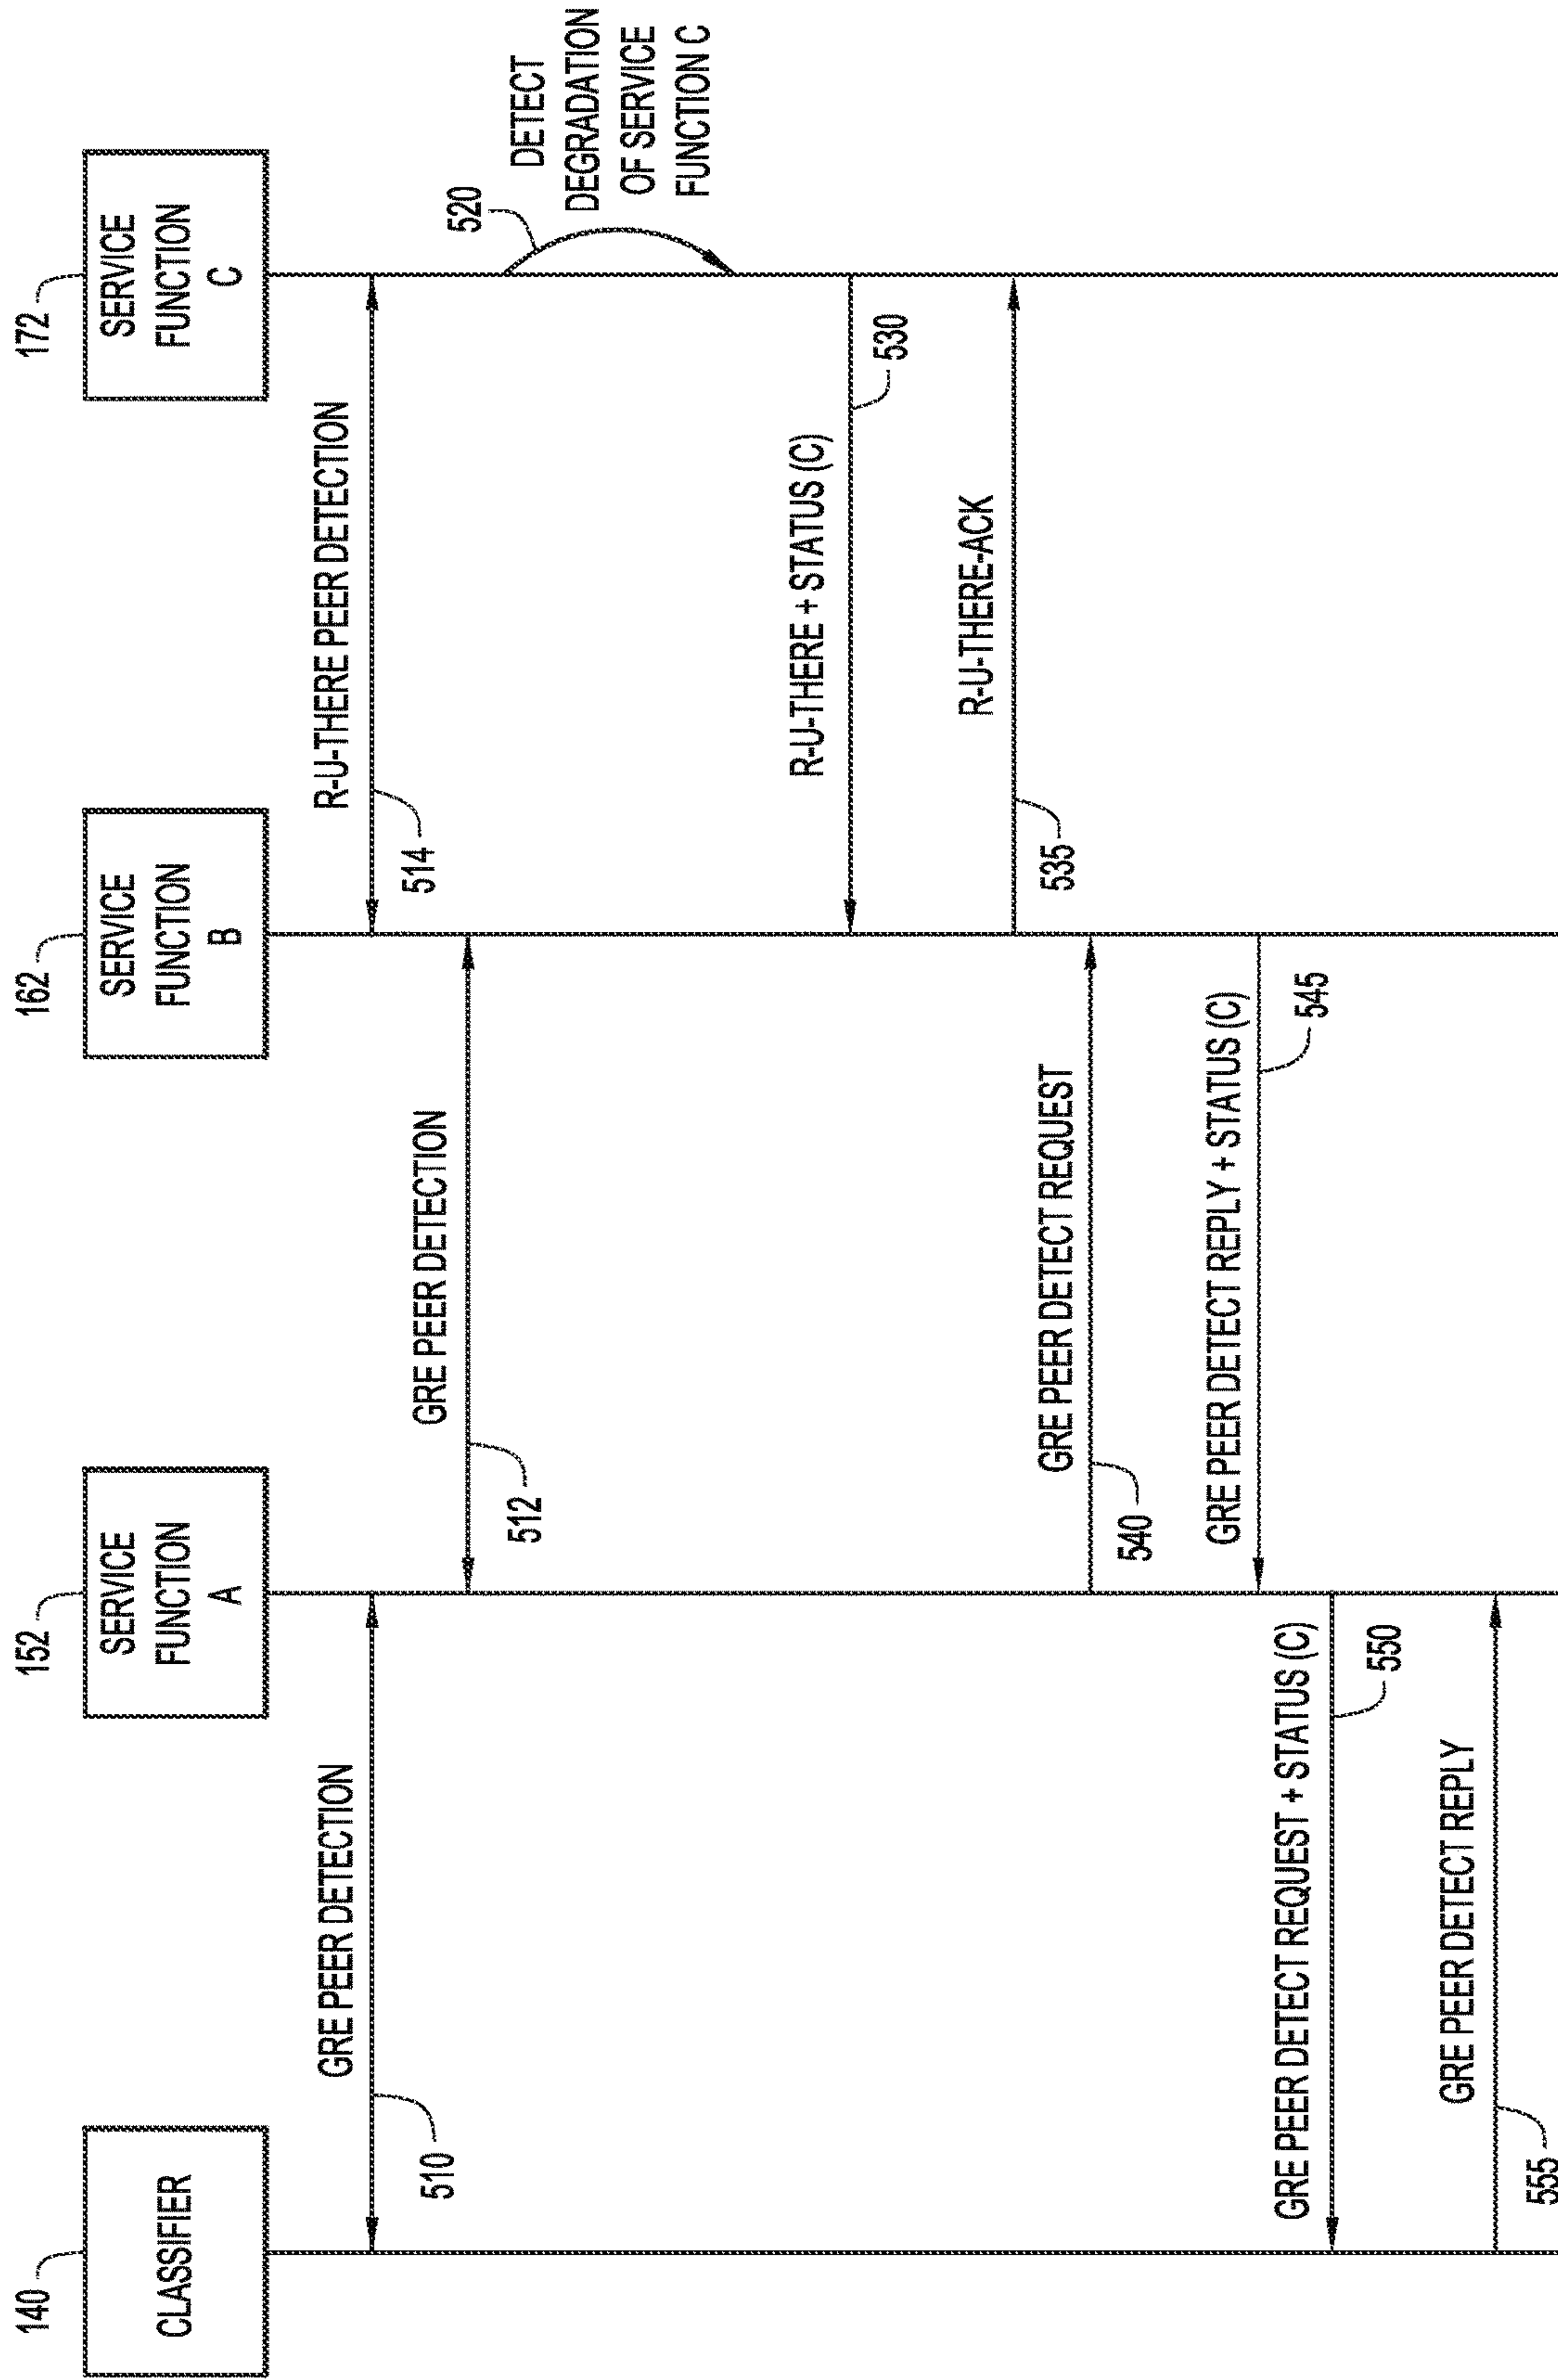 140
CLASSIFIER
152
SERVICE
FUNCTION
A
162
SERVICE
FUNCTION
B
172
SERVICE
FUNCTION
C
GRE PEER DETECTION
510
R-U-THERE PEER DETECTION
514
GRE PEER DETECTION
512
520
DETECT
DEGRADATION
OF SERVICE
FUNCTION C
R-U-THERE + STATUS (C)
530
R-U-THERE-ACK
535
GRE PEER DETECT REQUEST
540
GRE PEER DETECT REPLY + STATUS (C)
545
GRE PEER DETECT REQUEST + STATUS (C)
550
GRE PEER DETECT REPLY
555